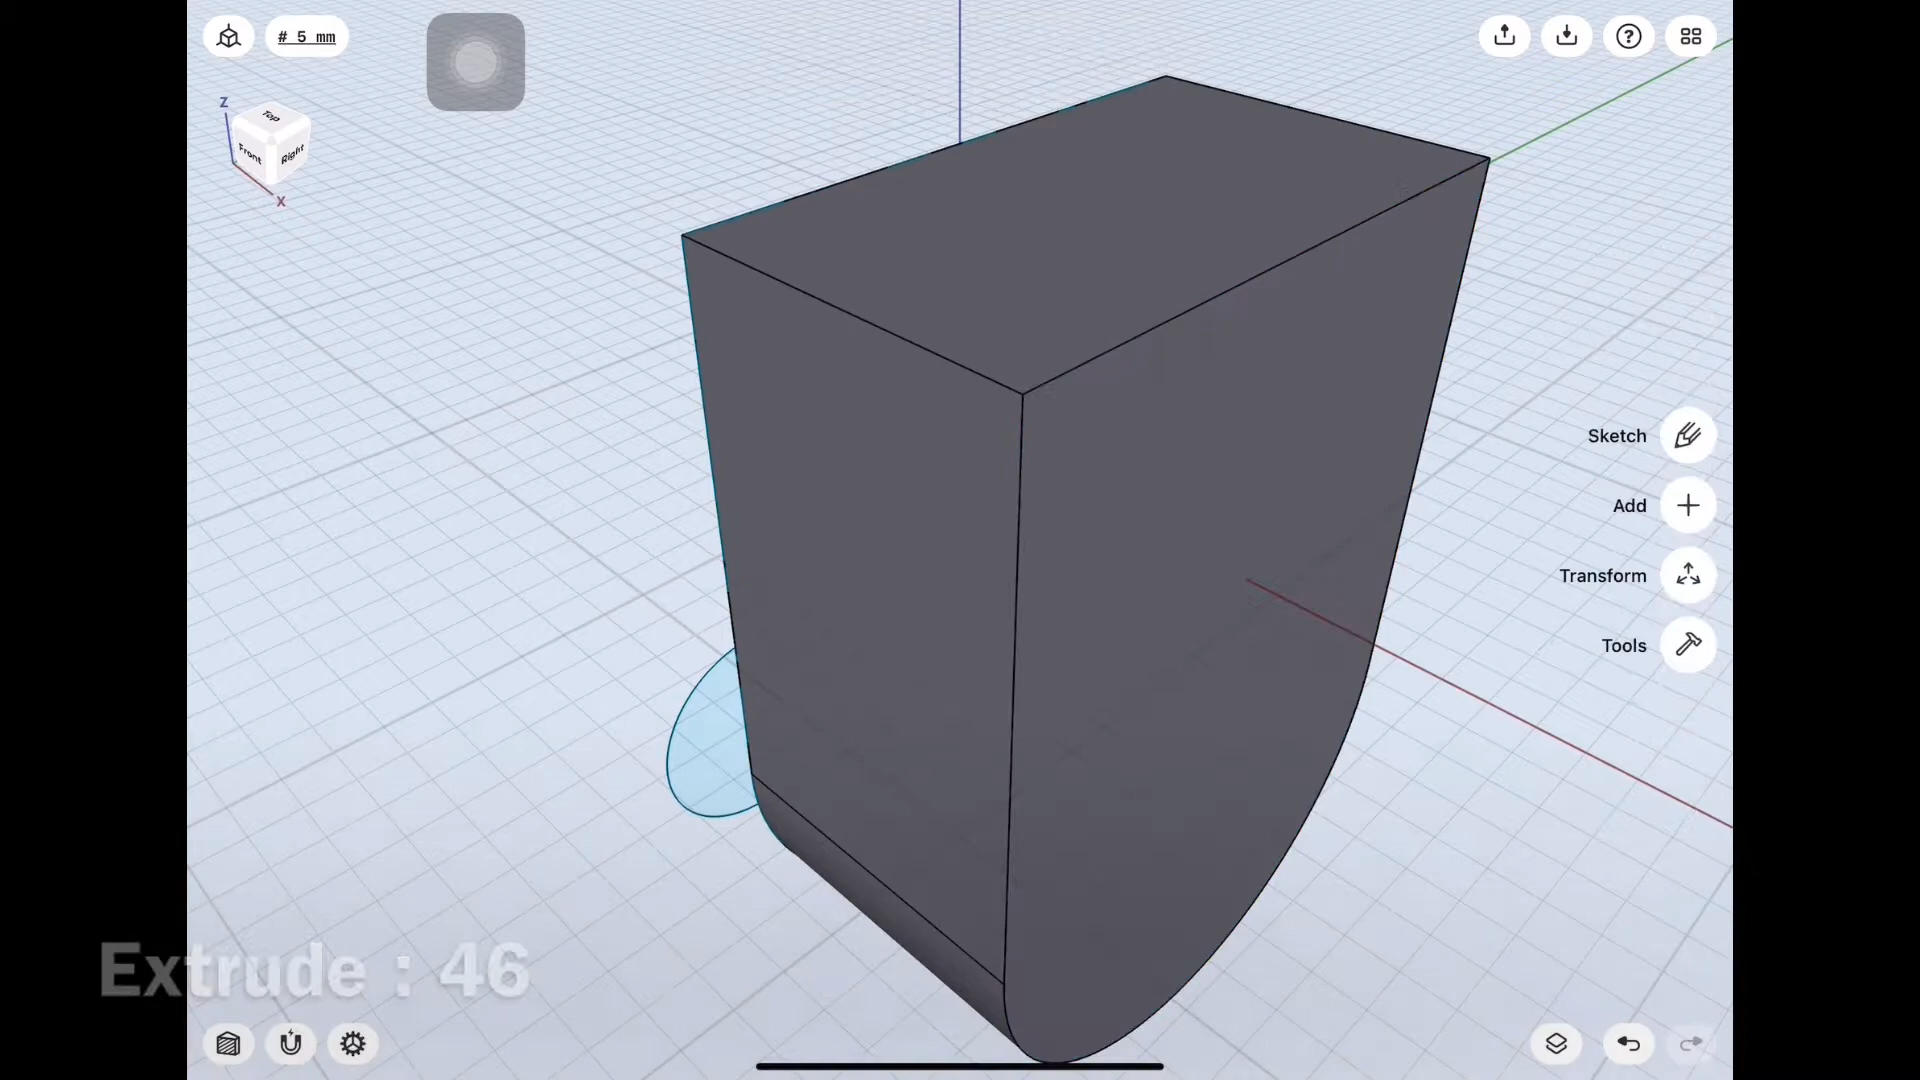 # 5 mm
Z
Top
Front
Right
X
Sketch
Add
Transform
Tools
Extrude : 46